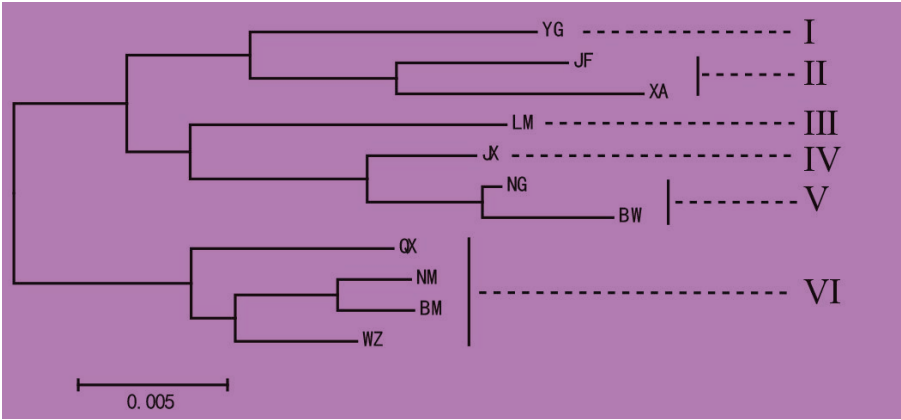 YG I
JF
II
XA
LM III
JX IV
NG
V
BW
QX
NM
VI
BM
WZ
0.005